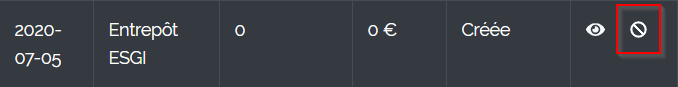 2020-
07-05
Entrepôt
ESGI
0
0 €
Créée